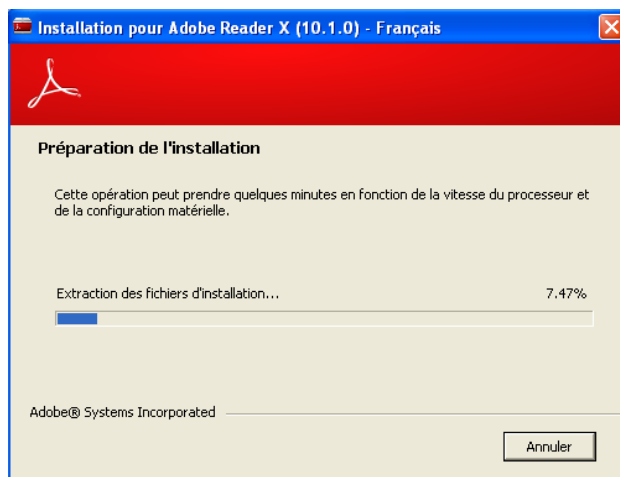 Installation pour Adobe Reader X (10.1.0) - Français
Préparation de l'installation
Cette opération peut prendre quelques minutes en fonction de la vitesse du processeur et
de la configuration matérielle.
Extraction des fichiers d'installation... 7.47%
Adobe® Systems Incorporated
Annuler